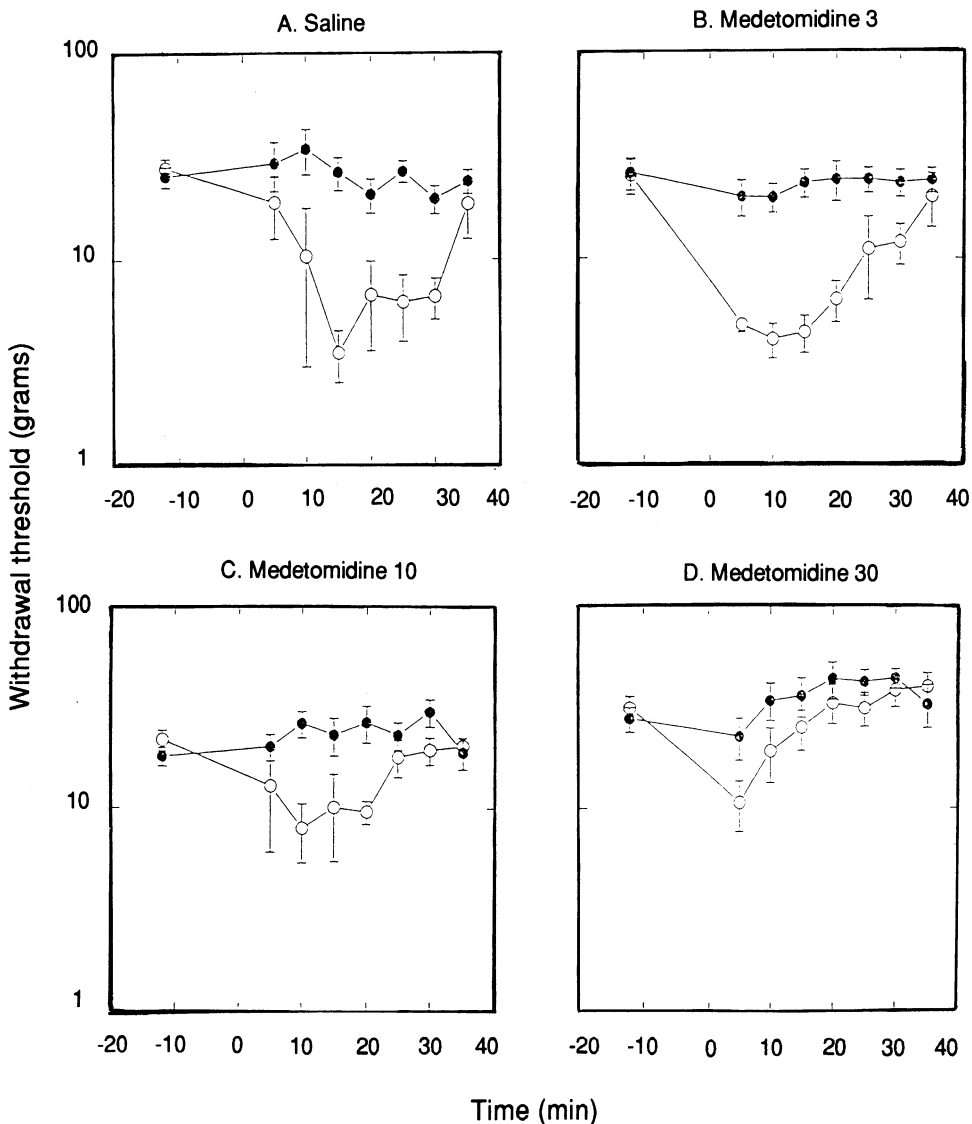 A. Saline
B. Medetomidine 3
100
10
1
-20 -10 0 10 20 30 40
-20 -10 0 10 20 30 40
C. Medetomidine 10
D. Medetomidine 30
100
10
1
-20 -10 0 10 20 30 40
-20 -10 0 10 20 30 40
Withdrawal threshold (grams)
Time (min)